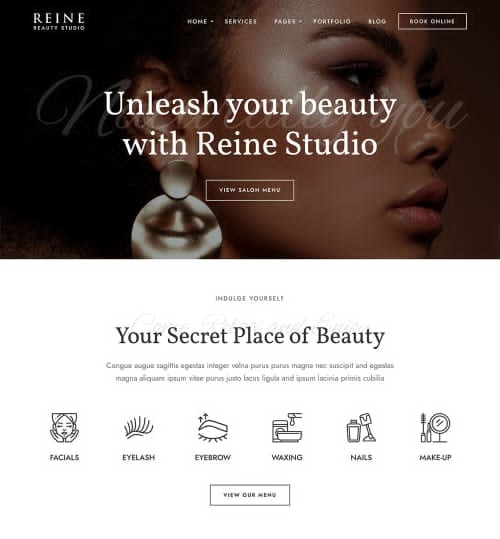 REINE
BEAUTY STUDIO
HOME
SERVICES
PAGES
PORTFOLIO
BLOG
BOOK ONLINE
Unleash your beauty
with Reine Studio
VIEW SALON MENU
INDULGE YOURSELF
Your Secret Place of Beauty
Congue augue sagittis egestas integer velna purus purus magna nec suscipit and egestas
magna aliquam ipsum vitae purus justo lacus ligula and ipsum lacinia primis cubilia
FACIALS
EYELASH
EYEBROW
WAXING
NAILS
MAKE-UP
VIEW OUR MENU